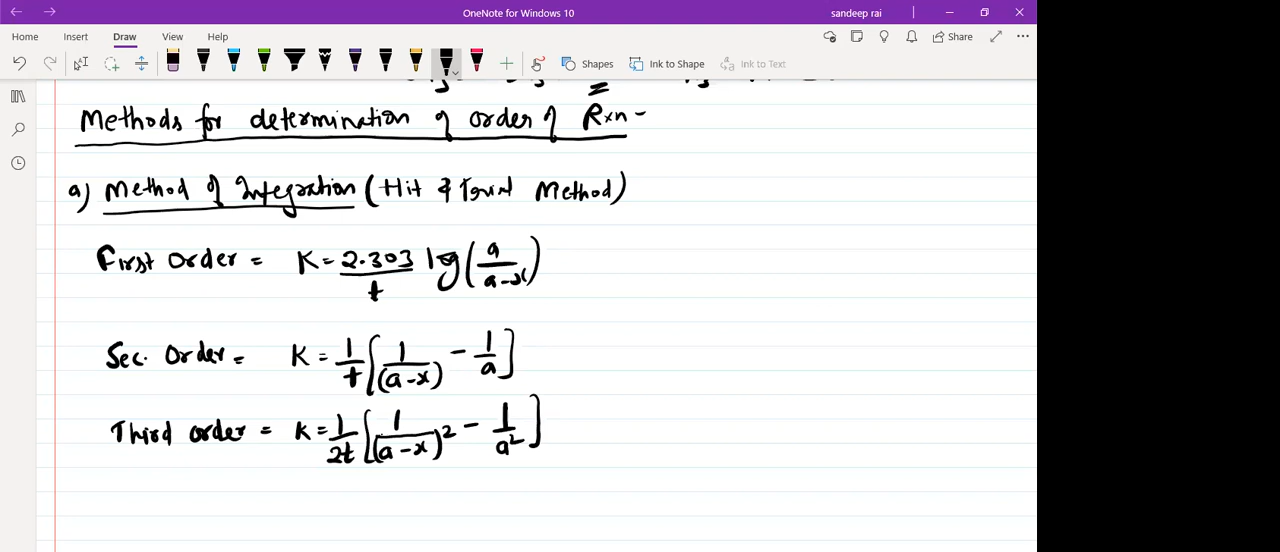 OneNote for Windows 10
sandeep rai
Home Insert Draw View Help
Share
Shapes
Ink to Shape
Ink to Text
Methods for determination of order of Rxn -
a) Method of Integration (Hit & Method)
First Order = K = 2.303/t log(a/a-x)
Sec. Order = K = 1/t [1/(a-x) - 1/a]
Third order = K = 1/2t [1/(a-x)² - 1/a²]